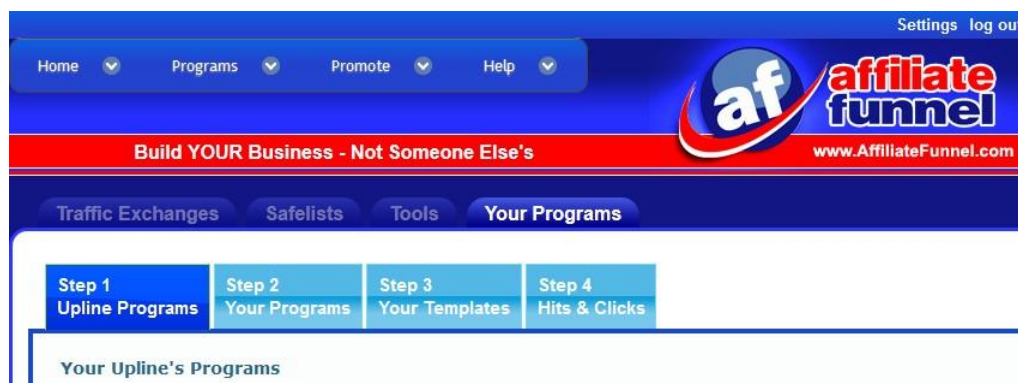 Settings log out
Home Programs Promote Help
affiliate
af
funnel
Build YOUR Business - Not Someone Else's
www.AffiliateFunnel.com
Traffic Exchanges Safelists Tools Your Programs
Step 1 Step 2 Step 3 Step 4
Upline Programs Your Programs Your Templates Hits & Clicks
Your Upline's Programs